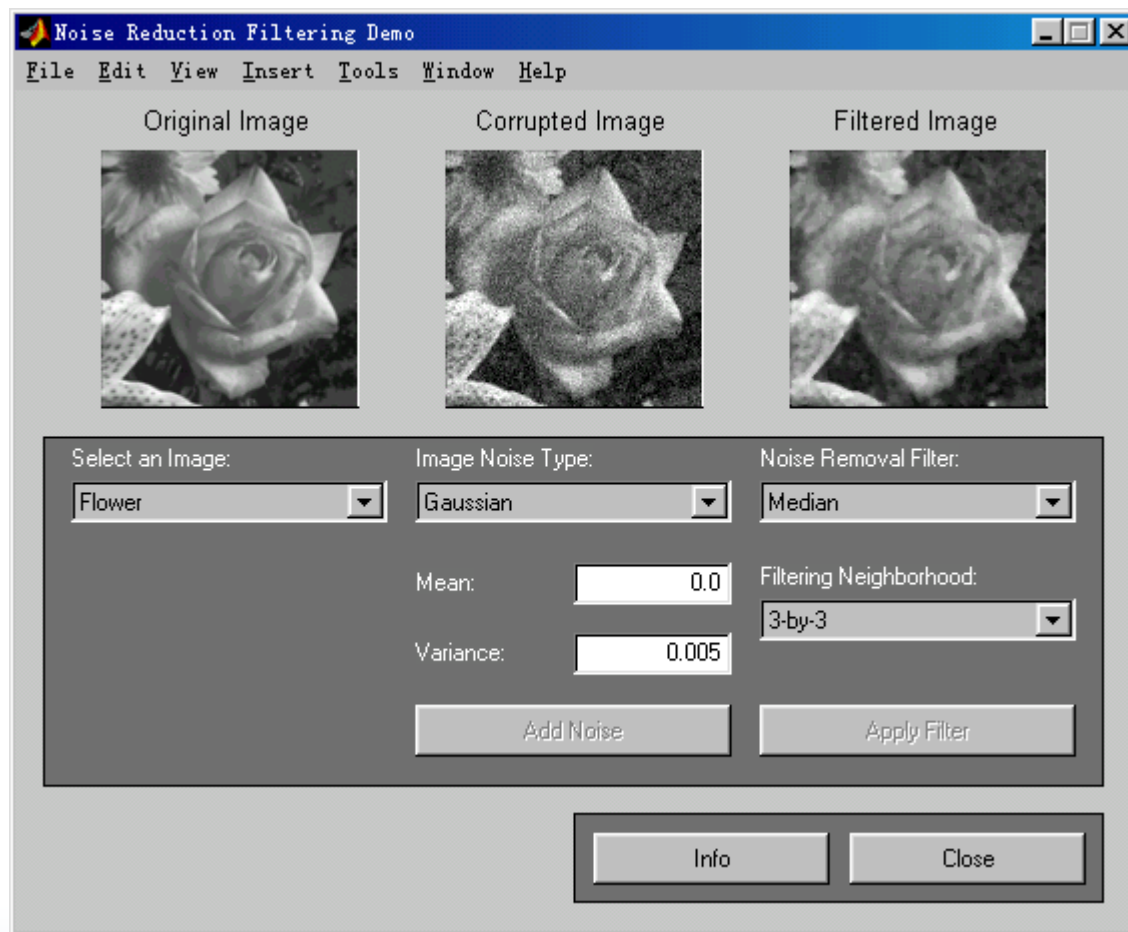 Noise Reduction Filtering Demo
File Edit View Insert Tools Window Help
Original Image
Corrupted Image
Filtered Image
Select an Image:
Image Noise Type:
Noise Removal Filter:
Flower
Gaussian
Median
Mean:
0.0
Filtering Neighborhood:
3-by-3
Variance:
0.005
Add Noise
Apply Filter
Info
Close